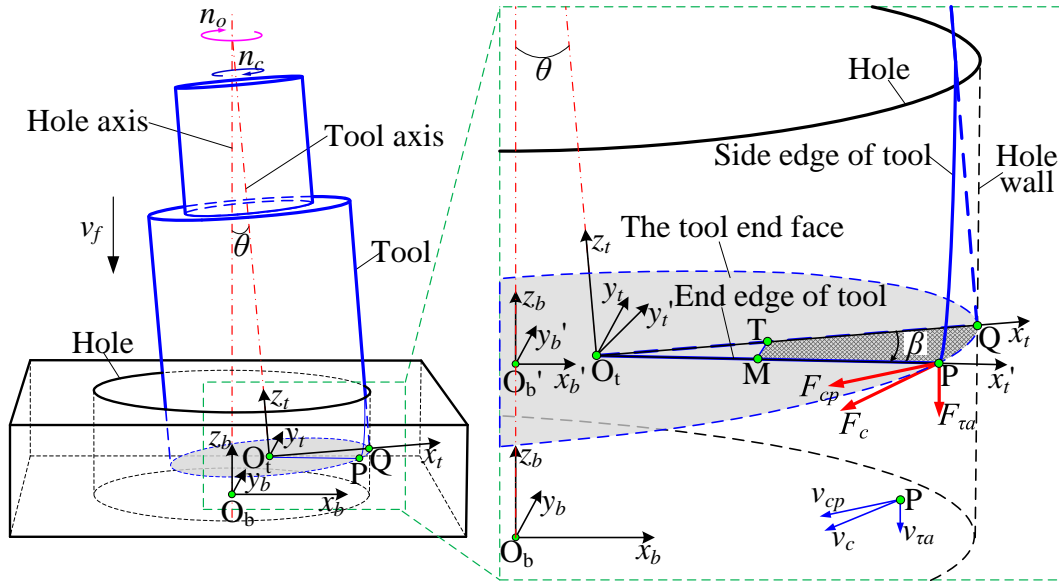 n_o
n_c
Hole axis
Tool axis
v_f
θ
Tool
Hole
z_t
z_b
y_t
O_t
Q
P
x_t
y_b
x_b
O_b
θ
Hole
Side edge of tool
Hole
wall
z_t
The tool end face
y_t
y_t'
End edge of tool
z_b
y_b'
T
Q
x_t
β
O_b'
x_b'
O_t
M
P
x_t'
F_cp
F_c
F_τa
z_b
y_b
O_b
x_b
v_cp
P
v_c
v_τa